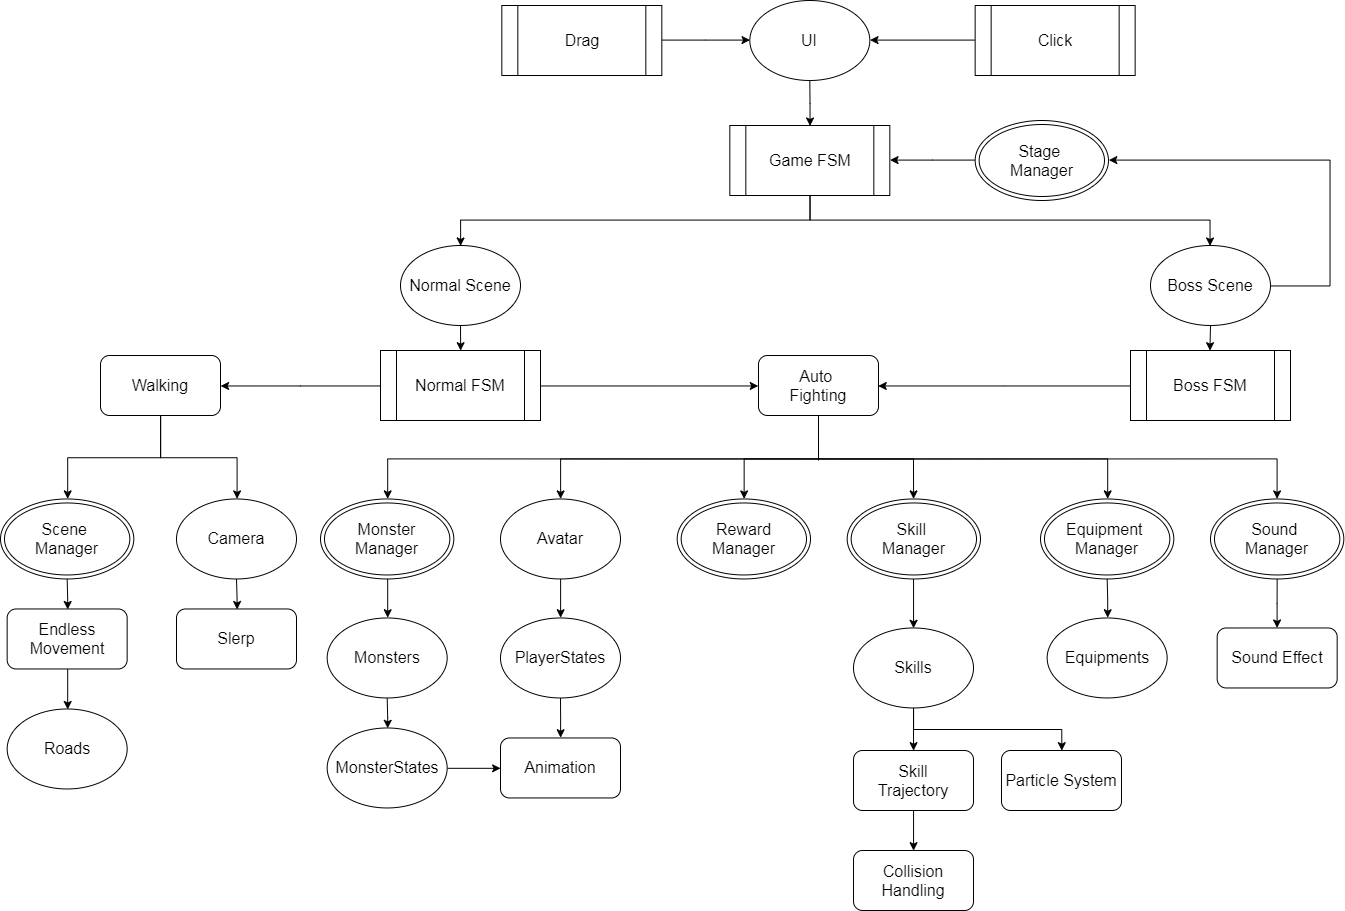 Drag
UI
Click
Game FSM
Stage
Manager
Normal Scene
Boss Scene
Walking
Normal FSM
Auto
Fighting
Boss FSM
Scene
Manager
Camera
Monster
Manager
Avatar
Reward
Manager
Skill
Manager
Equipment
Manager
Sound
Manager
Endless
Movement
Slerp
Monsters
PlayerStates
Skills
Equipments
Sound Effect
Roads
MonsterStates
Animation
Skill
Trajectory
Particle System
Collision
Handling